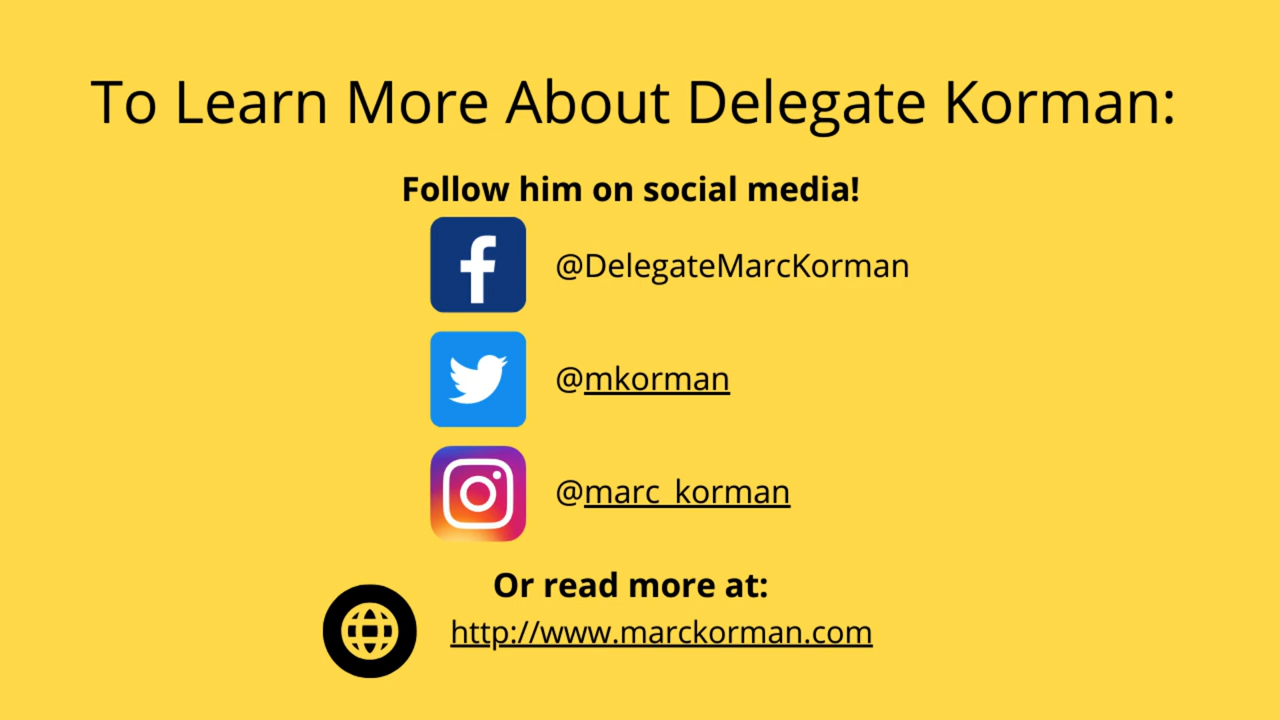 To Learn More About Delegate Korman:
Follow him on social media!
@DelegateMarcKorman
@mkorman
@marc_korman
Or read more at:
http://www.marckorman.com